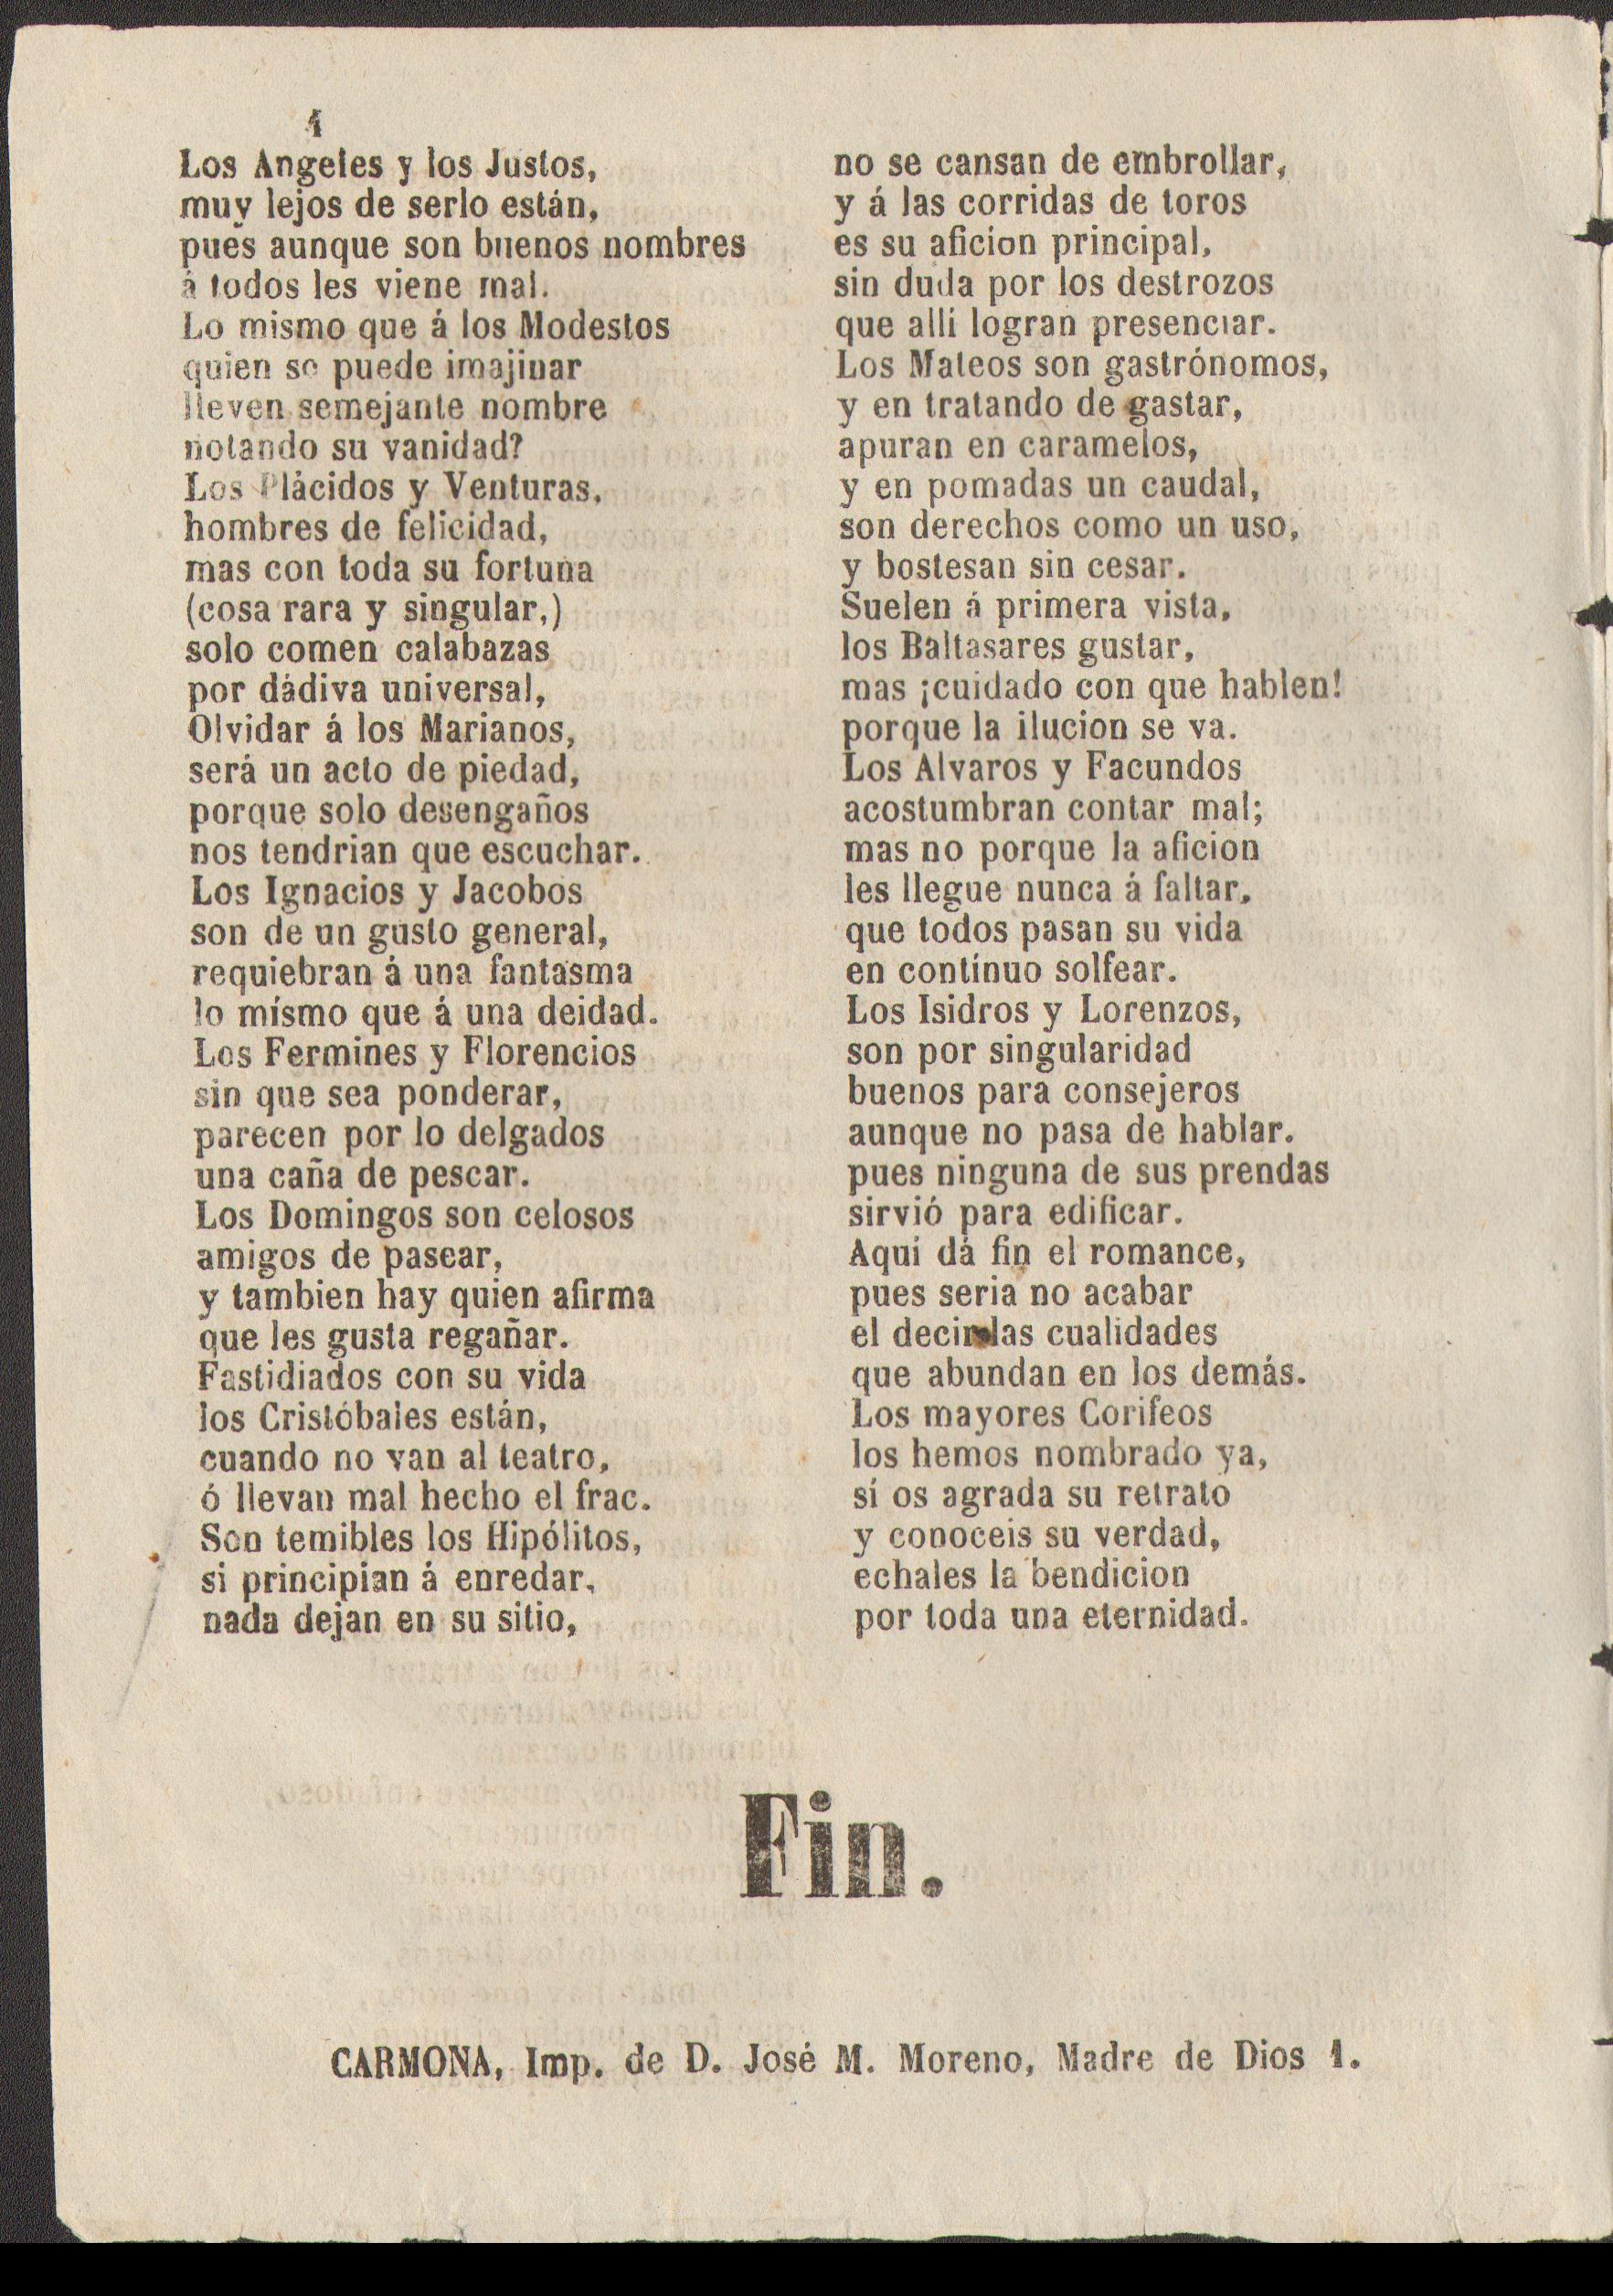 4
Los Angeles y los Justos,
muy lejos de serlo están,
pues aunque son buenos nombres
á todos les viene mal.
Lo mismo que á los Modestos
quien se puede imajinar
lleven semejante nombre
notando su vanidad?
Los Plácidos y Venturas,
hombres de felicidad,
mas con toda su fortuna
(cosa rara y singular,)
solo comen calabazas
por dádiva universal,
Olvidar á los Marianos,
será un acto de piedad,
porque solo desengaños
nos tendrian que escuchar.
Los Ignacios y Jacobos
son de un gusto general,
requiebran á una fantasma
lo mísmo que á una deidad.
Los Fermines y Florencios
sin que sea ponderar,
parecen por lo delgados
una caña de pescar.
Los Domingos son celosos
amigos de pasear,
y tambien hay quien afirma
que les gusta regañar.
Fastidiados con su vida
los Cristóbales están,
cuando no van al teatro,
ó llevan mal hecho el frac.
Son temibles los Hipólitos,
si principian á enredar,
nada dejan en su sitio,
no se cansan de embrollar,
y á las corridas de toros
es su aficion principal,
sin duda por los destrozos
que allí logran presenciar.
Los Mateos son gastrónomos,
y en tratando de gastar,
apuran en caramelos,
y en pomadas un caudal,
son derechos como un uso,
y bostesan sin cesar.
Suelen á primera vista,
los Baltasares gustar,
mas ¡cuidado con que hablen!
porque la ilucion se va.
Los Alvaros y Facundos
acostumbran contar mal;
mas no porque la aficion
les llegue nunca á faltar,
que todos pasan su vida
en contínuo solfear.
Los Isidros y Lorenzos,
son por singularidad
buenos para consejeros
aunque no pasa de hablar.
pues ninguna de sus prendas
sirvió para edificar.
Aquí dá fin el romance,
pues seria no acabar
el decir las cualidades
que abundan en los demás.
Los mayores Corifeos
los hemos nombrado ya,
sí os agrada su retrato
y conoceis su verdad,
echales la bendicion
por toda una eternidad.
Fin.
CARMONA, Imp. de D. José M. Moreno, Madre de Dios 1.